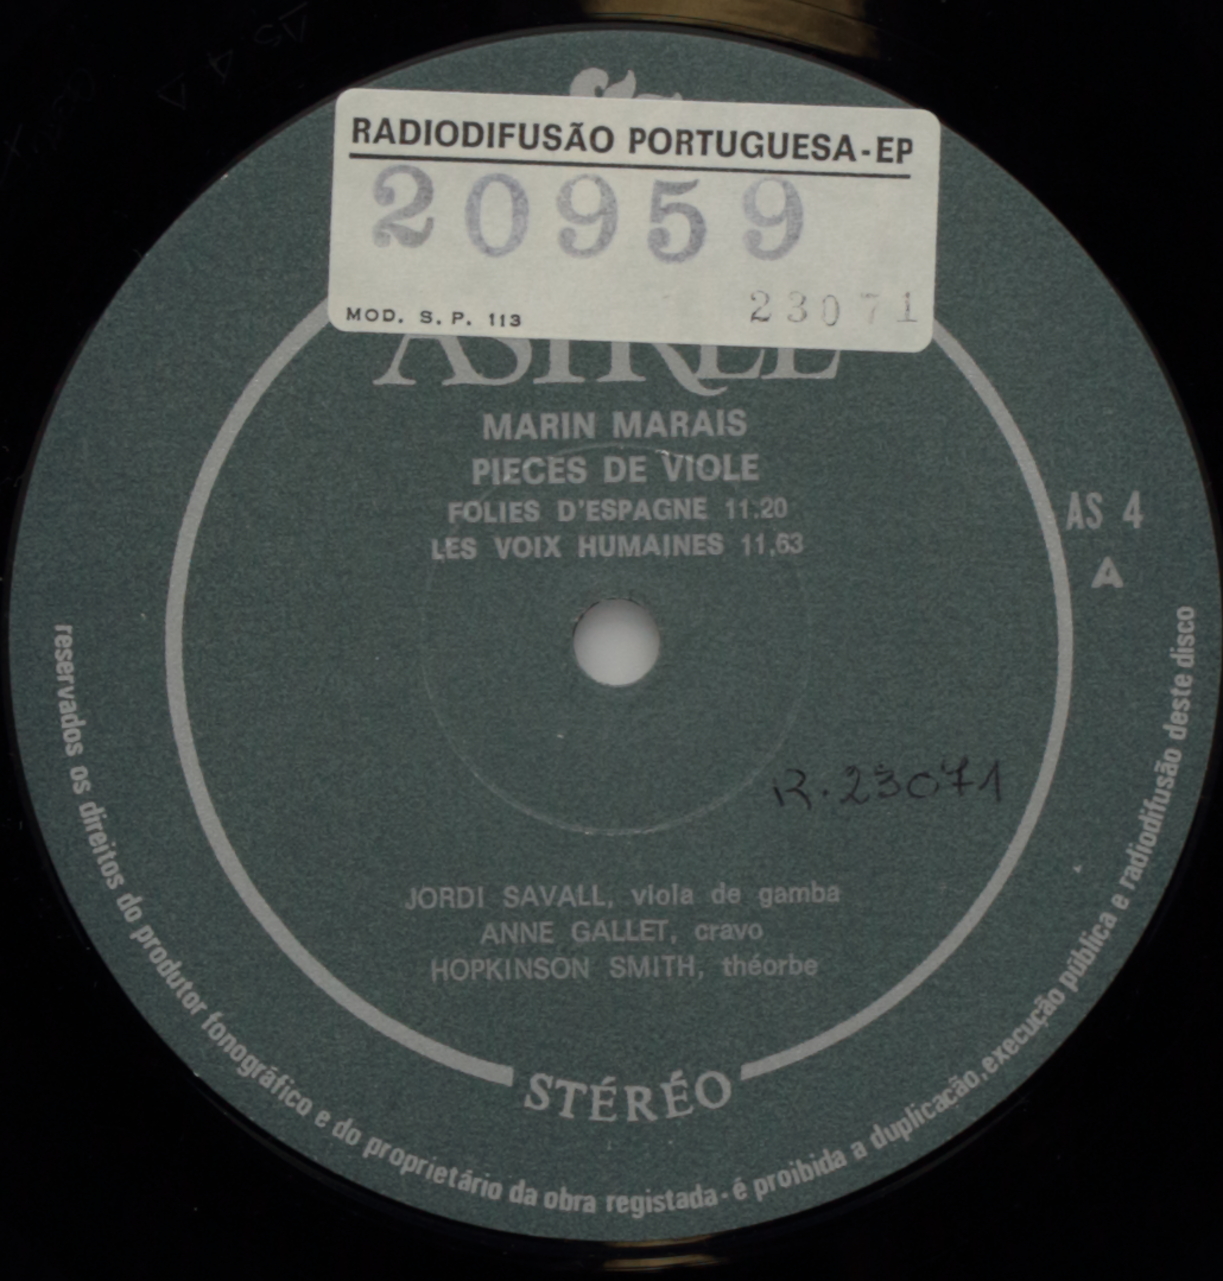 RADIODIFUSÃO PORTUGUESA-EP
20959
MOD. S. P. 113
23071
ASTRÉE
MARIN MARAIS
PIECES DE VIOLE
FOLIES D'ESPAGNE 11.20
LES VOIX HUMAINES 11,63
AS 4
A
R.23071
JORDI SAVALL, viola de gamba
ANNE GALLET, cravo
HOPKINSON SMITH, théorbe
STÉRÉO
reservados os direitos do produtor fonográfico e do proprietário da obra registada - é proibida a duplicação, execução pública e radiodifusão deste disco